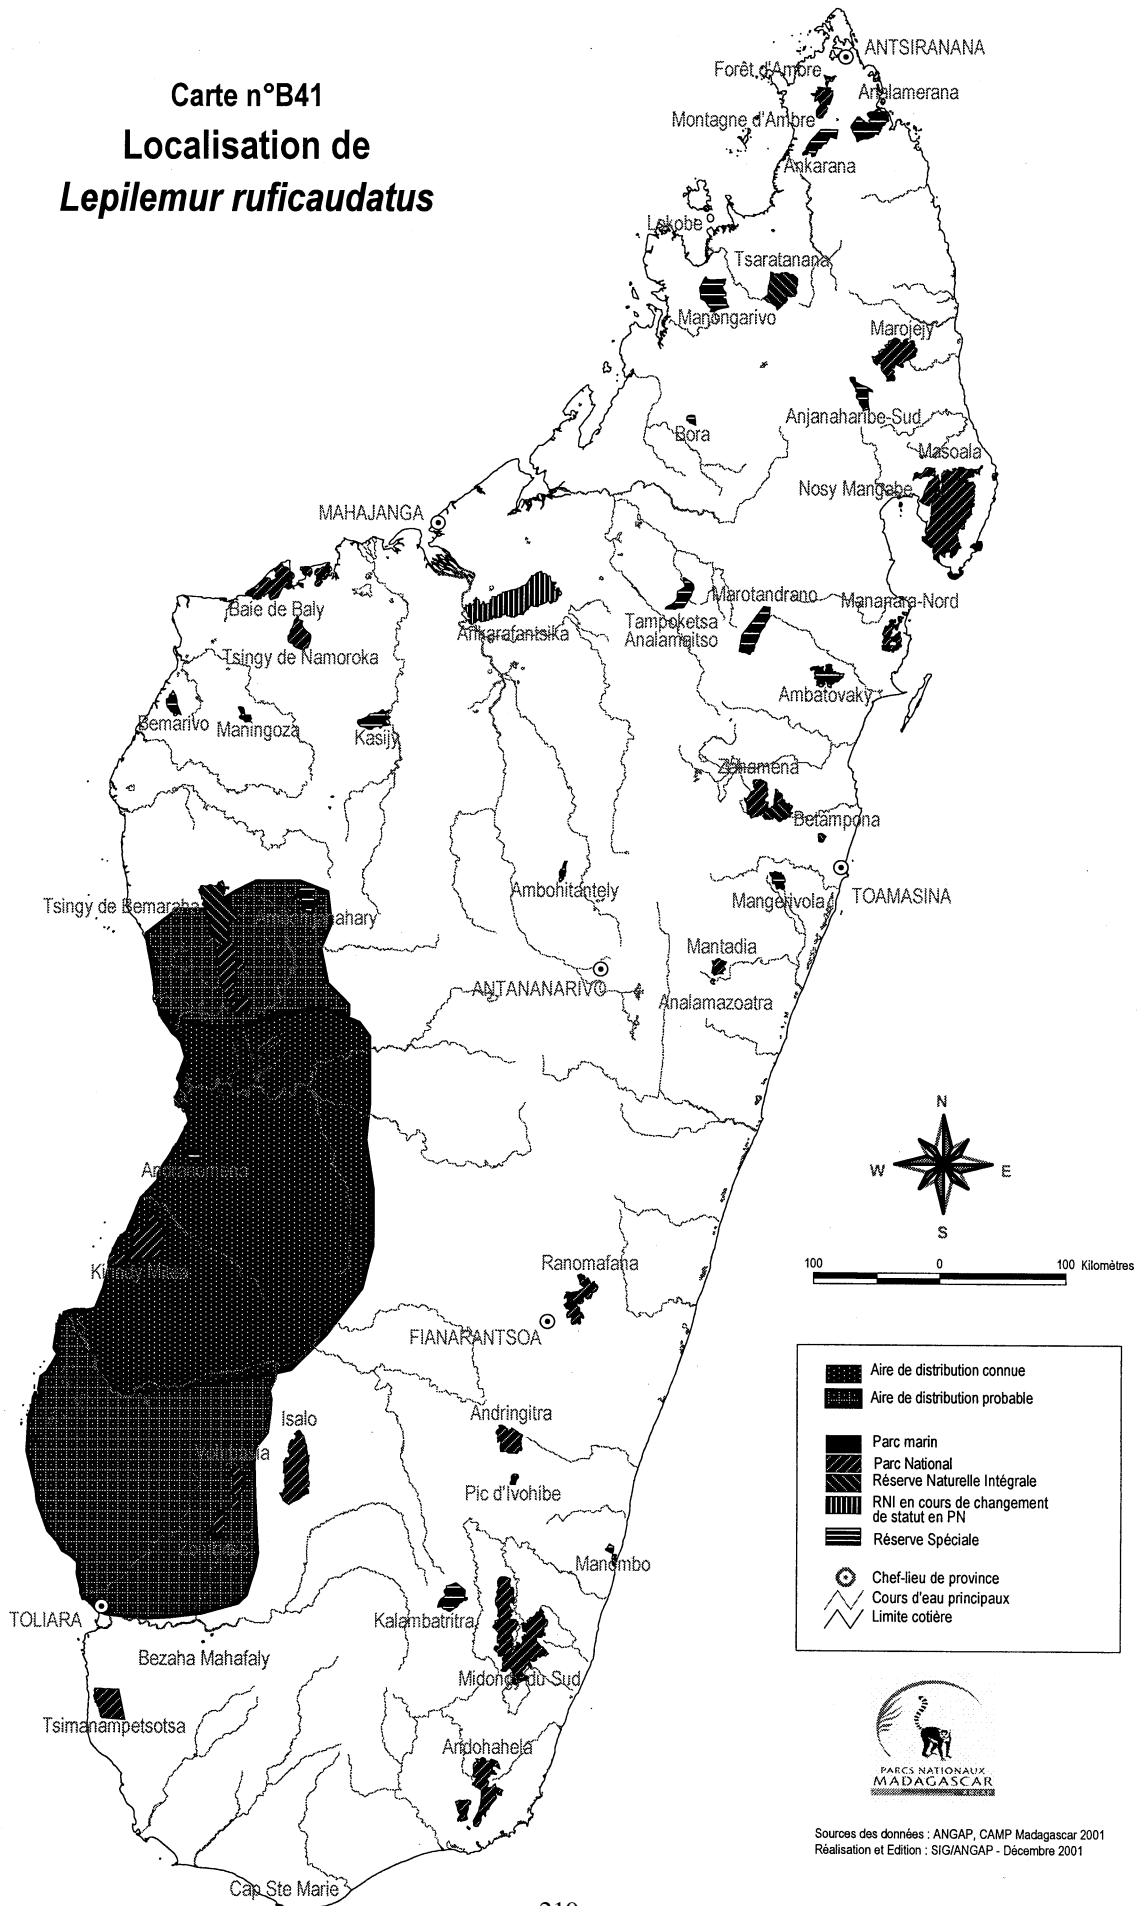 Carte n°B41
Localisation de
Lepilemur ruficaudatus
ANTSIRANANA
Forêt d'Ambre
Analamerana
Montagne d'Ambre
Ankarana
Lokobe
Tsaratanana
Manongarivo
Marojejy
Anjanaharibe-Sud
Bora
Masoala
Nosy Mangabe
MAHAJANGA
Baie de Baly
Ankarafantsika
Marotandrano
Mananara-Nord
Tampoketsa
Analamaitso
Tsingy de Namoroka
Ambatovaky
Bemarivo
Maningoza
Kasijy
Zahamena
Betampona
Ambohitantely
TOAMASINA
Mangerivola
Tsingy de Bemaraha
Mantadia
ANTANANARIVO
Analamazoatra
N
W
E
S
Kirindy Mitea
Ranomafana
100 0 100 Kilomètres
FIANARANTSOA
Aire de distribution connue
Aire de distribution probable
Isalo
Andringitra
Parc marin
Parc National
Réserve Naturelle Intégrale
RNI en cours de changement
de statut en PN
Réserve Spéciale
Pic d'Ivohibe
Manombo
Chef-lieu de province
Cours d'eau principaux
Limite cotière
TOLIARA
Kalambatritra
Bezaha Mahafaly
Midongy du Sud
Tsimanampetsotsa
Andohahela
PARCS NATIONAUX
MADAGASCAR
ANGAP
Sources des données : ANGAP, CAMP Madagascar 2001
Réalisation et Edition : SIG/ANGAP - Décembre 2001
Cap Ste Marie